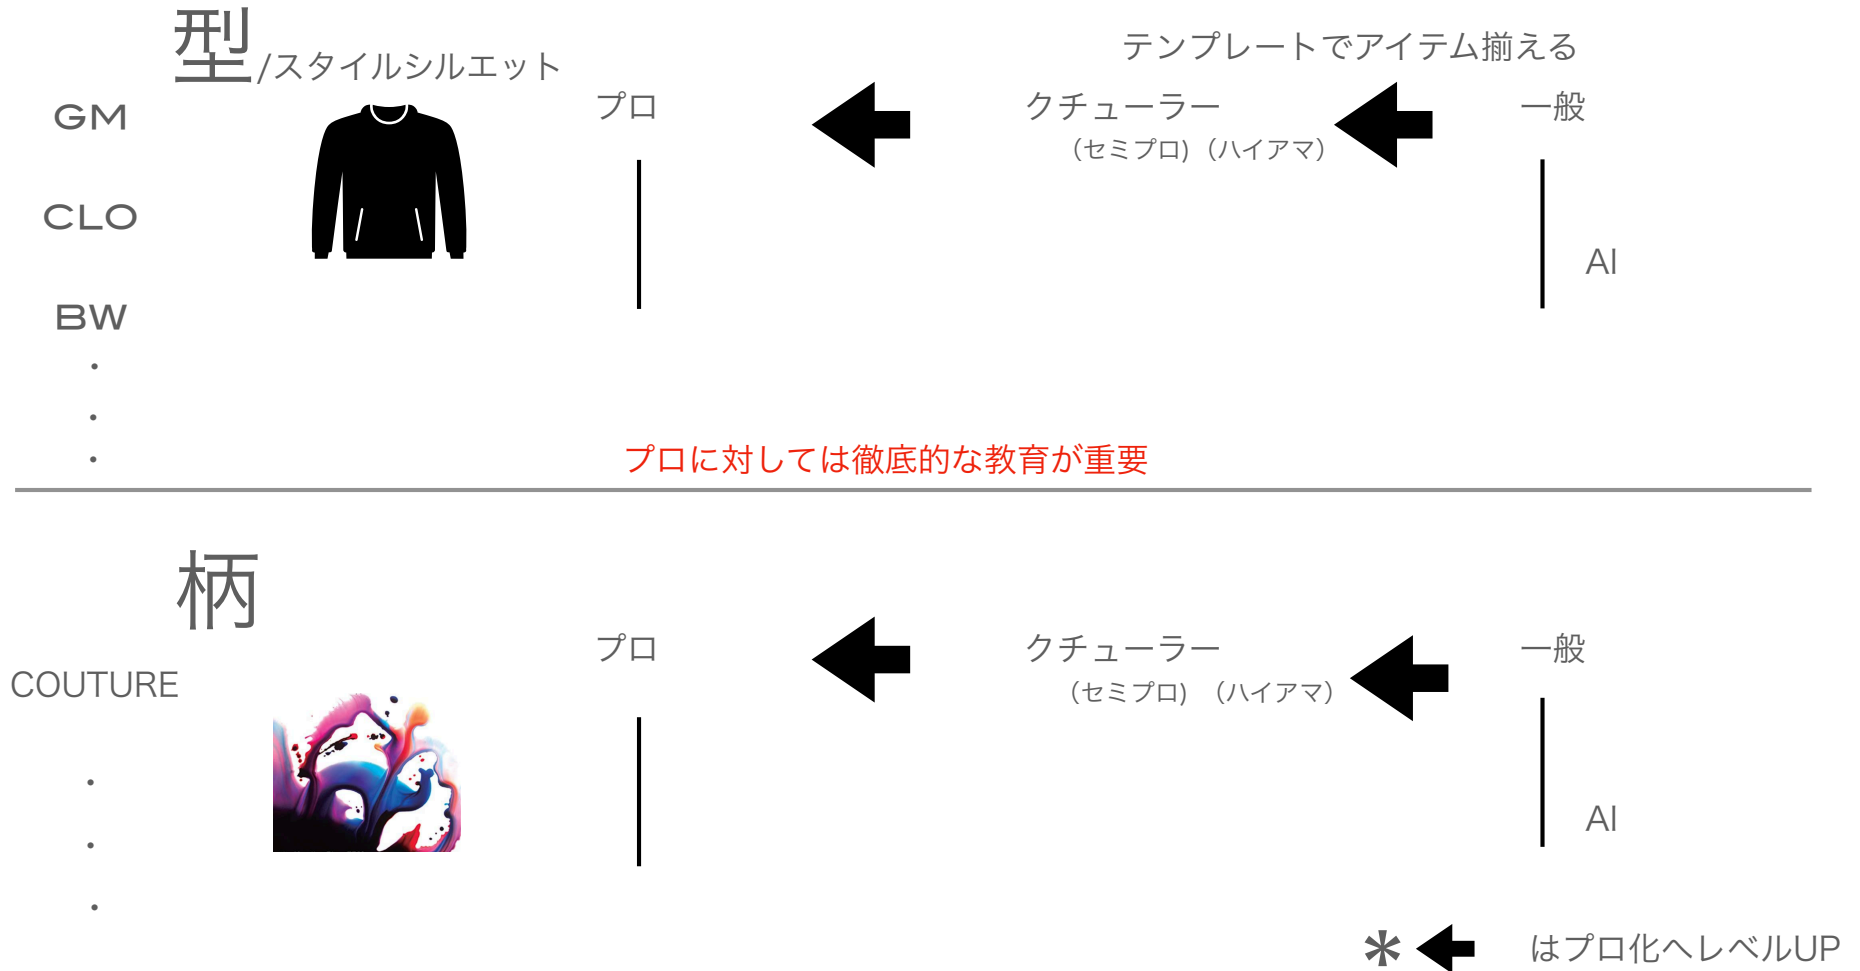 型/スタイルシルエット
テンプレートでアイテム揃える
GM
プロ
クチューラー
一般
（セミプロ)（ハイアマ）
CLO
AI
BW
・
・
・
プロに対しては徹底的な教育が重要
柄
プロ
クチューラー
一般
COUTURE
（セミプロ) （ハイアマ）
・
AI
・
・
* はプロ化へレベルUP